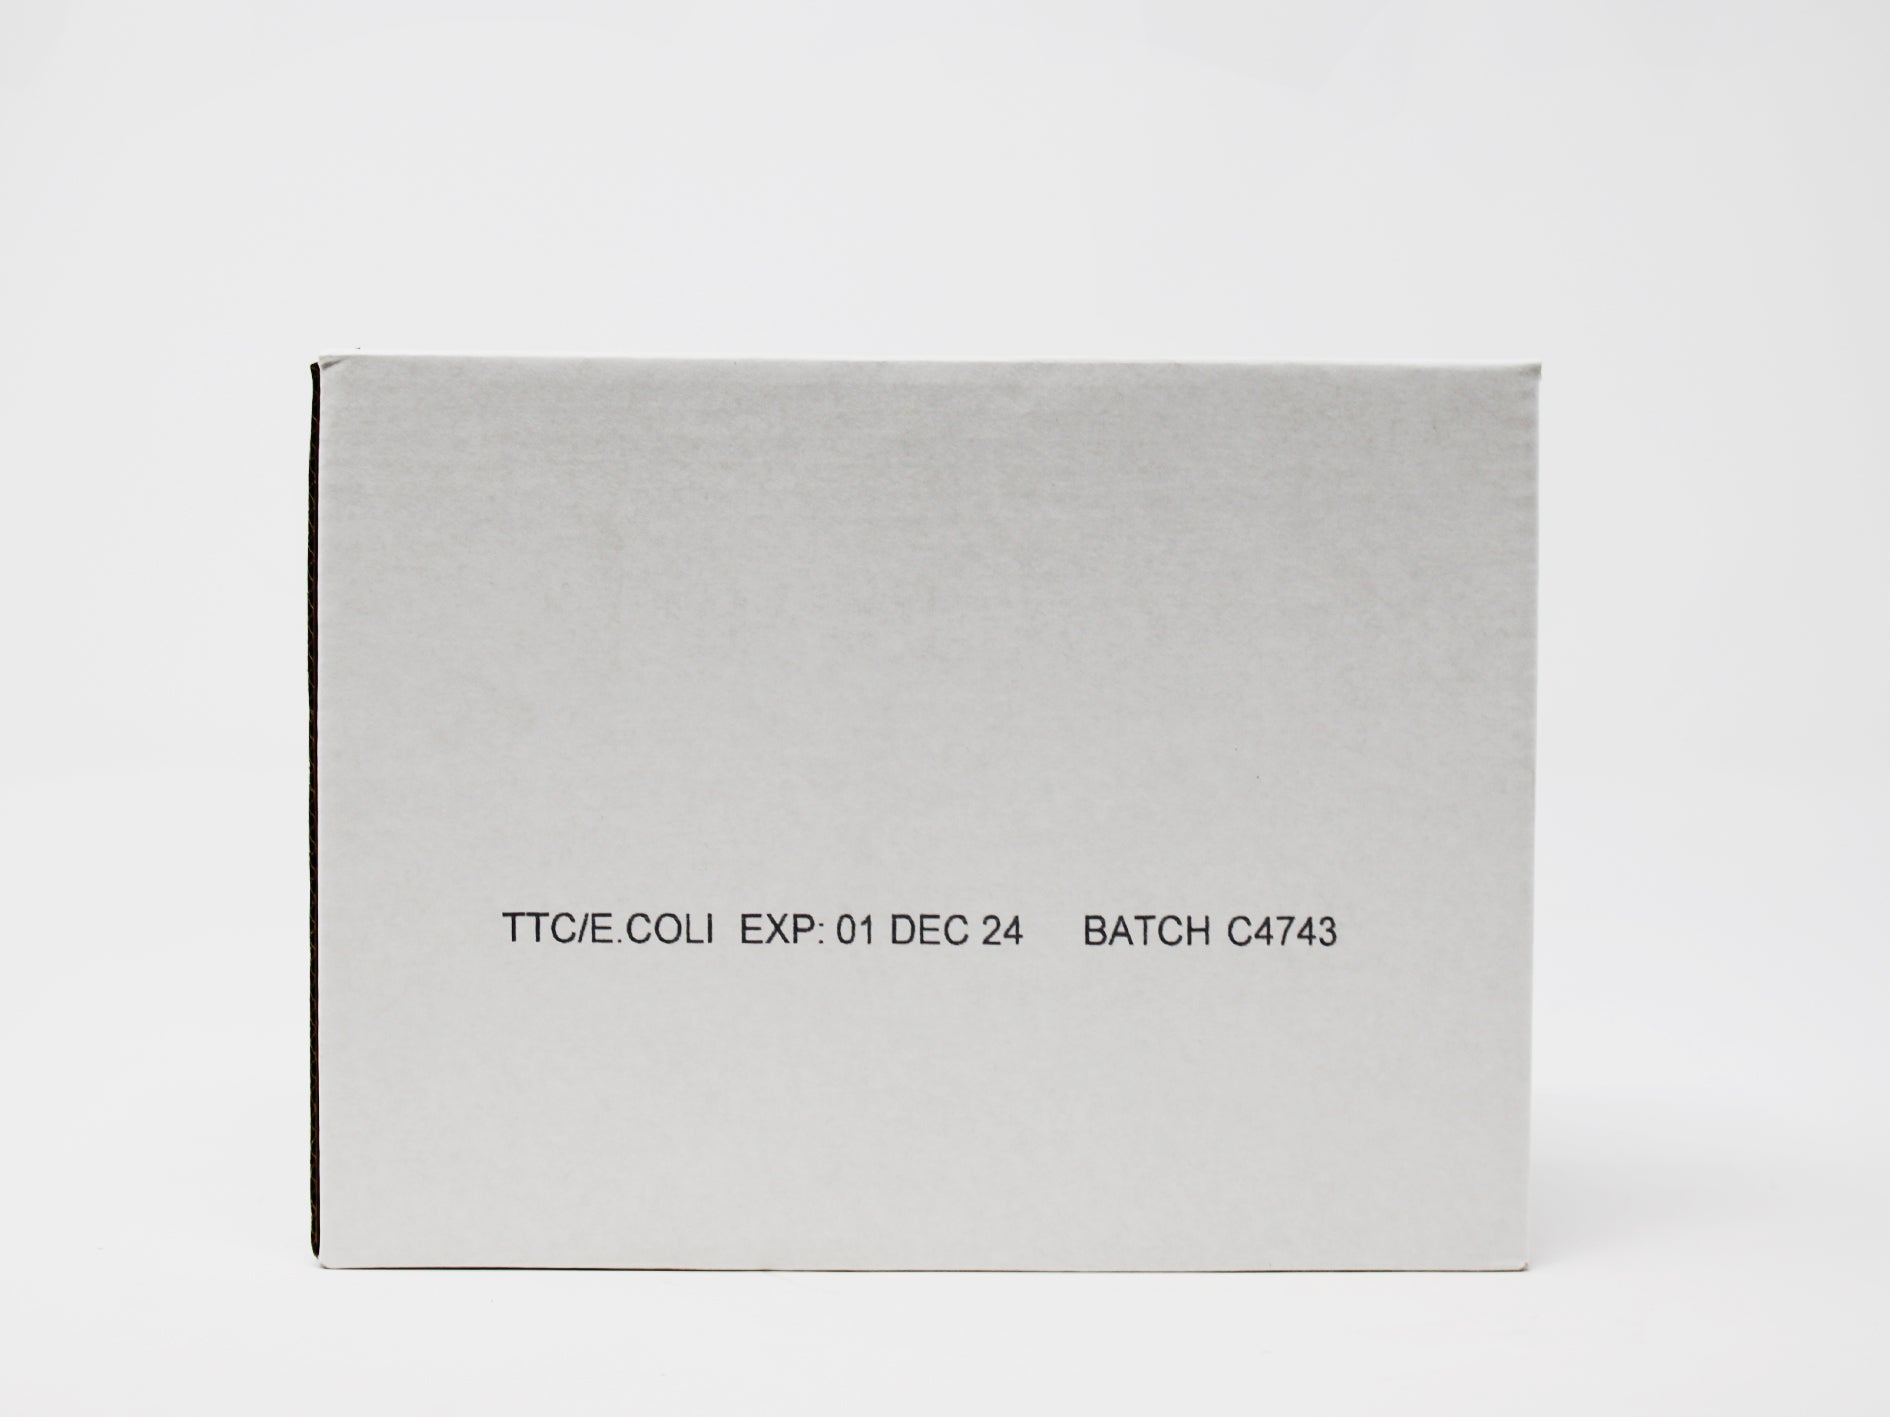 TTC/E.COLI EXP: 01 DEC 24 BATCH C4743